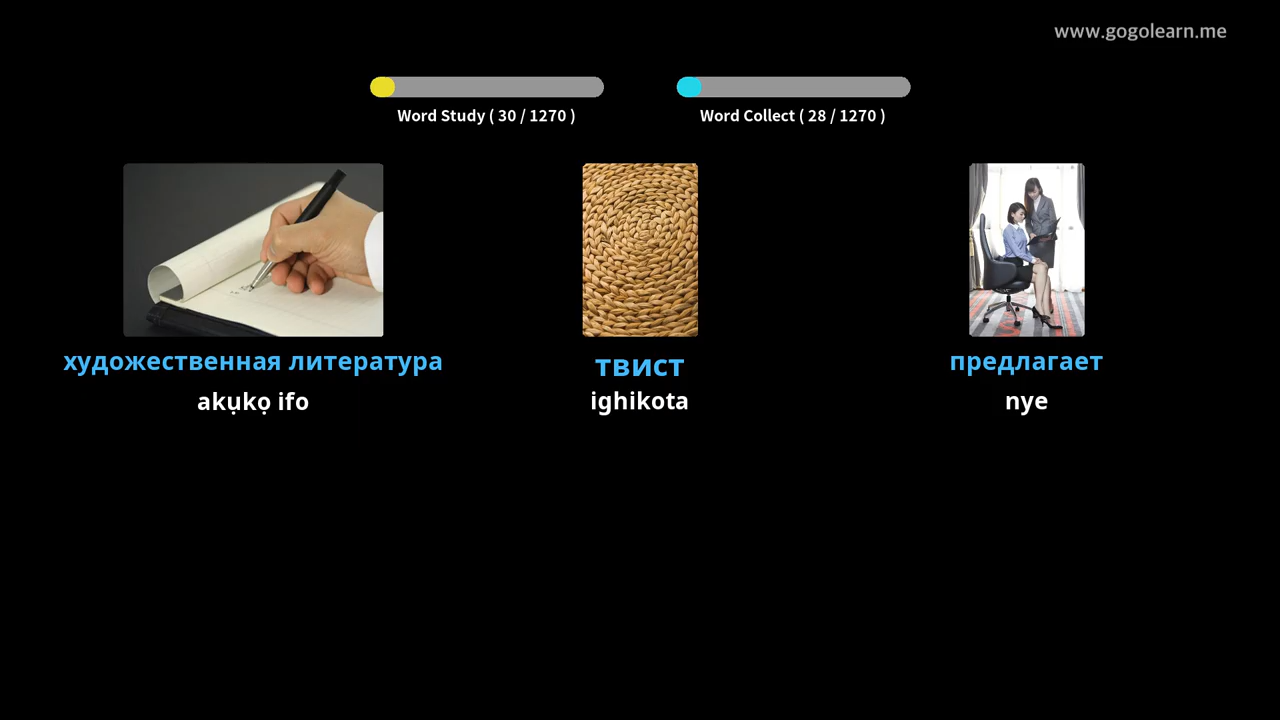 www.gogolearn.me
Word Study ( 30 / 1270 )
Word Collect ( 28 / 1270 )
художественная литература
твист
предлагает
akụkọ ifo
ighikota
nye